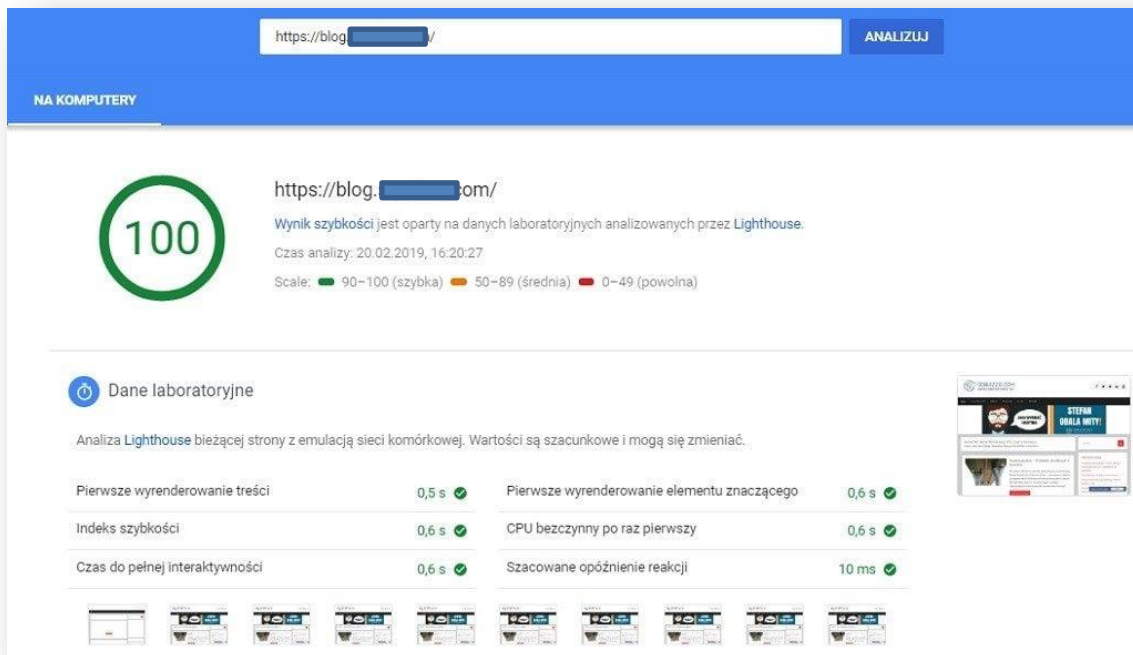 https://blog. /
ANALIZUJ
NA KOMPUTERY
100
https://blog. com/
Wynik szybkości jest oparty na danych laboratoryjnych analizowanych przez Lighthouse.
Czas analizy: 20.02.2019, 16:20:27
Scale: 90–100 (szybka) 50–89 (średnia) 0–49 (powolna)
Dane laboratoryjne
Analiza Lighthouse bieżącej strony z emulacją sieci komórkowej. Wartości są szacunkowe i mogą się zmieniać.
Pierwsze wyrenderowanie treści 0,5 s
Pierwsze wyrenderowanie elementu znaczącego 0,6 s
Indeks szybkości 0,6 s
CPU bezczynny po raz pierwszy 0,6 s
Czas do pełnej interaktywności 0,6 s
Szacowane opóźnienie reakcji 10 ms
STEFAN
OBALA MITY!